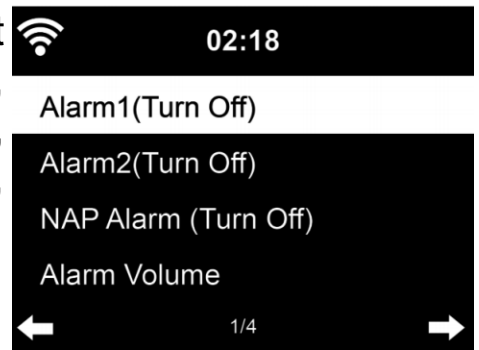 02:18
Alarm1(Turn Off)
Alarm2(Turn Off)
NAP Alarm (Turn Off)
Alarm Volume
1/4